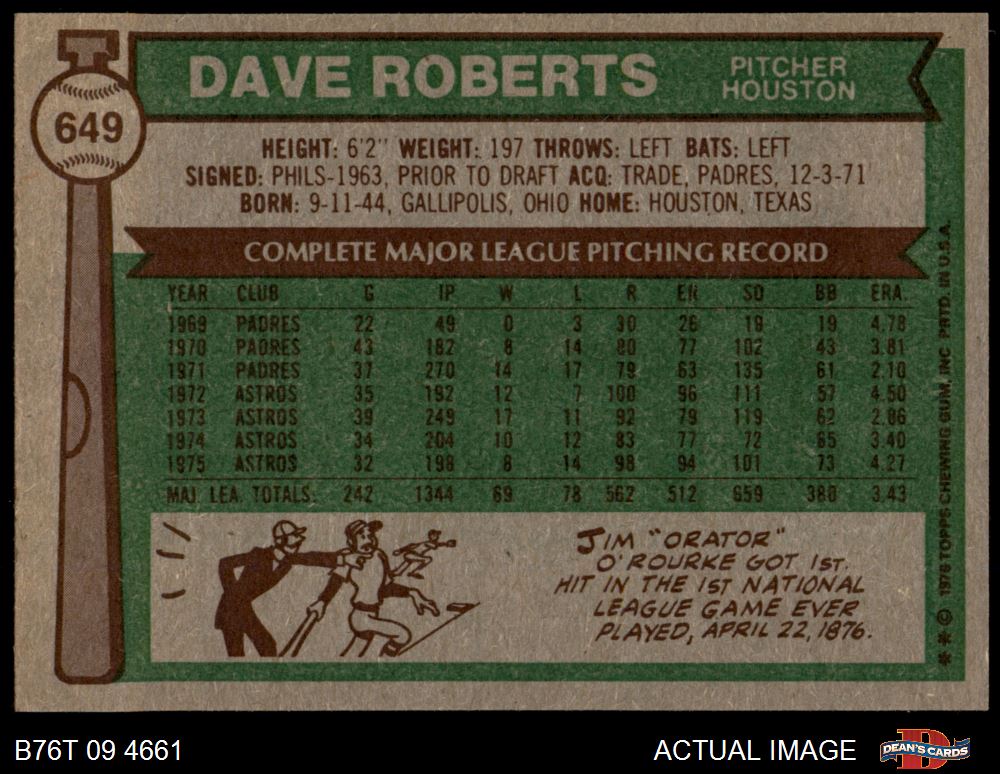 649
DAVE ROBERTS
PITCHER
HOUSTON
HEIGHT: 6'2" WEIGHT: 197 THROWS: LEFT BATS: LEFT
SIGNED: PHILS-1963, PRIOR TO DRAFT ACQ: TRADE, PADRES, 12-3-71
BORN: 9-11-44, GALLIPOLIS, OHIO HOME: HOUSTON, TEXAS
COMPLETE MAJOR LEAGUE PITCHING RECORD
YEAR CLUB G IP W L R ER SO BB ERA.
1969 PADRES 22 49 0 3 30 26 19 19 4.78
1970 PADRES 43 182 8 14 80 77 102 43 3.81
1971 PADRES 37 270 14 17 79 63 135 61 2.10
1972 ASTROS 35 192 12 7 100 96 111 57 4.50
1973 ASTROS 39 249 17 11 92 79 119 62 2.86
1974 ASTROS 34 204 10 12 83 77 72 65 3.40
1975 ASTROS 32 198 8 14 98 94 101 73 4.27
MAJ. LEA. TOTALS: 242 1344 69 78 562 512 659 380 3.43
JIM "ORATOR"
O'ROURKE GOT 1ST.
HIT IN THE 1ST NATIONAL
LEAGUE GAME EVER
PLAYED, APRIL 22, 1876.
* * © 1976 TOPPS CHEWING GUM, INC PRTD. IN U.S.A.
B76T 09 4661
ACTUAL IMAGE
DEAN'S CARDS